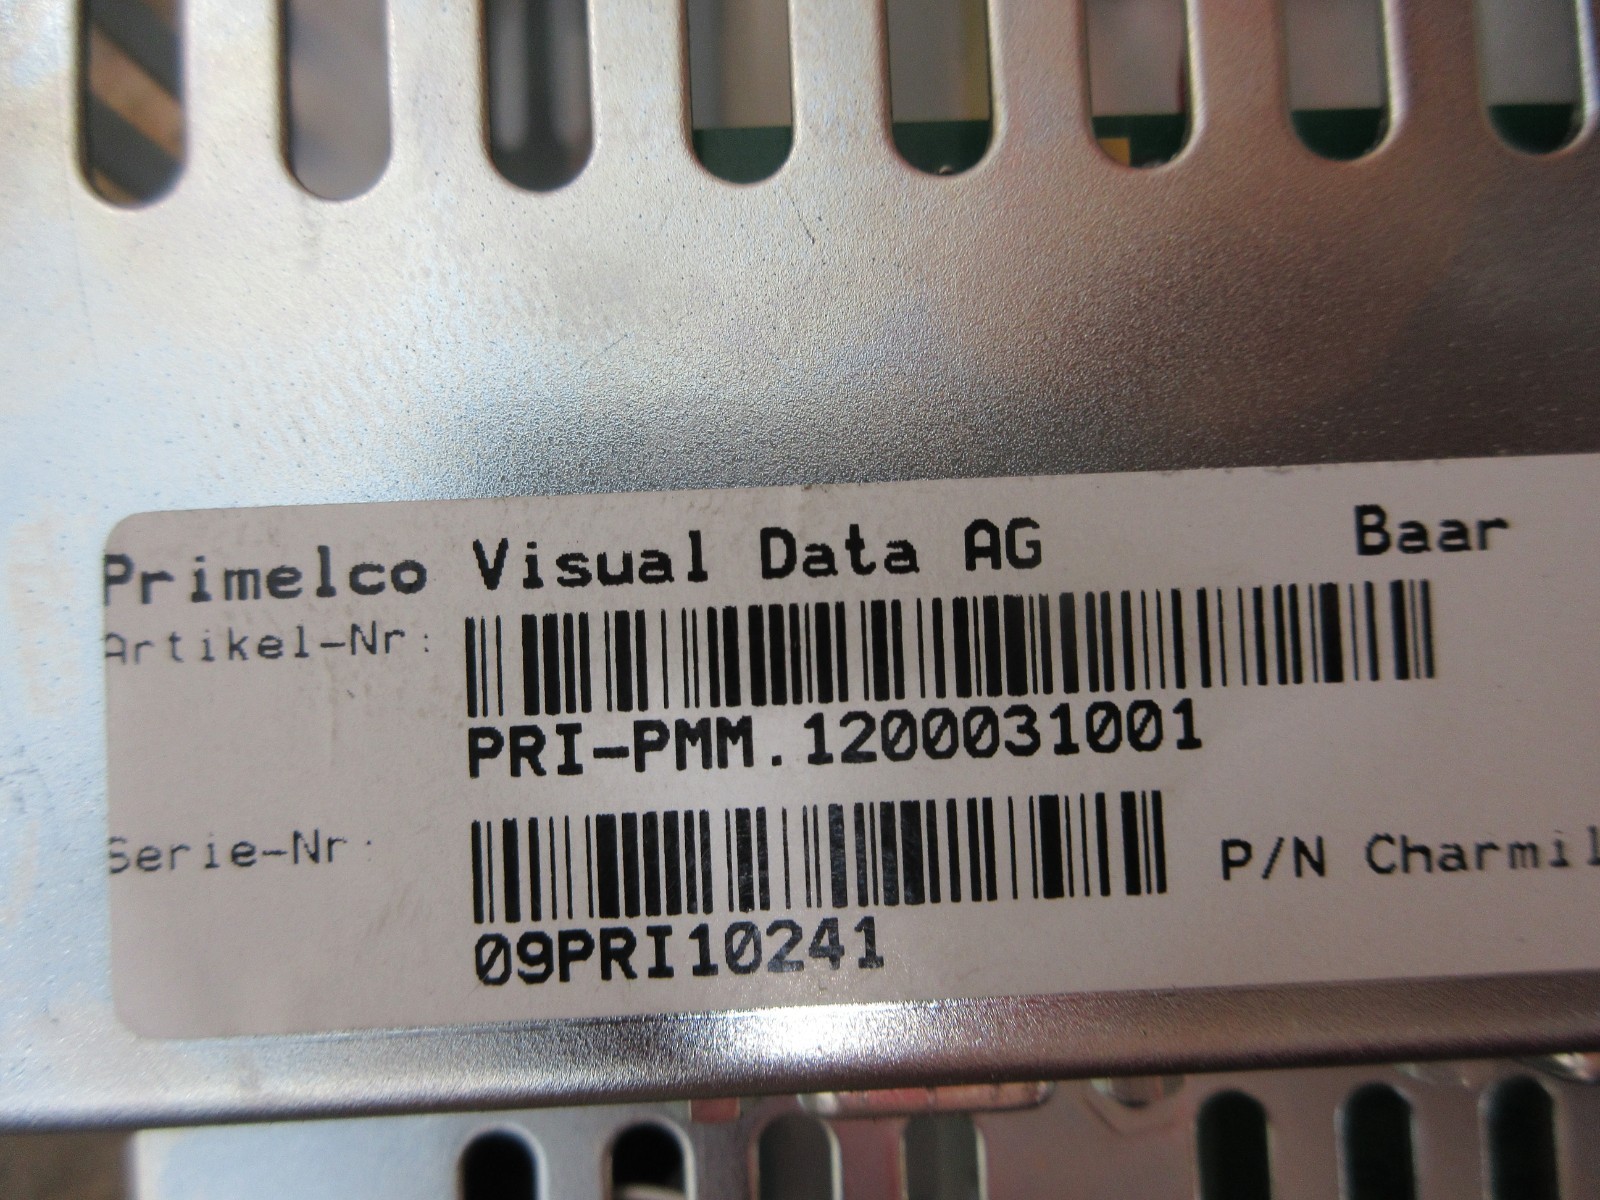 Primelco Visual Data AG Baar
Artikel-Nr:
PRI-PMM.1200031001
Serie-Nr:
P/N Charmil
09PRI10241